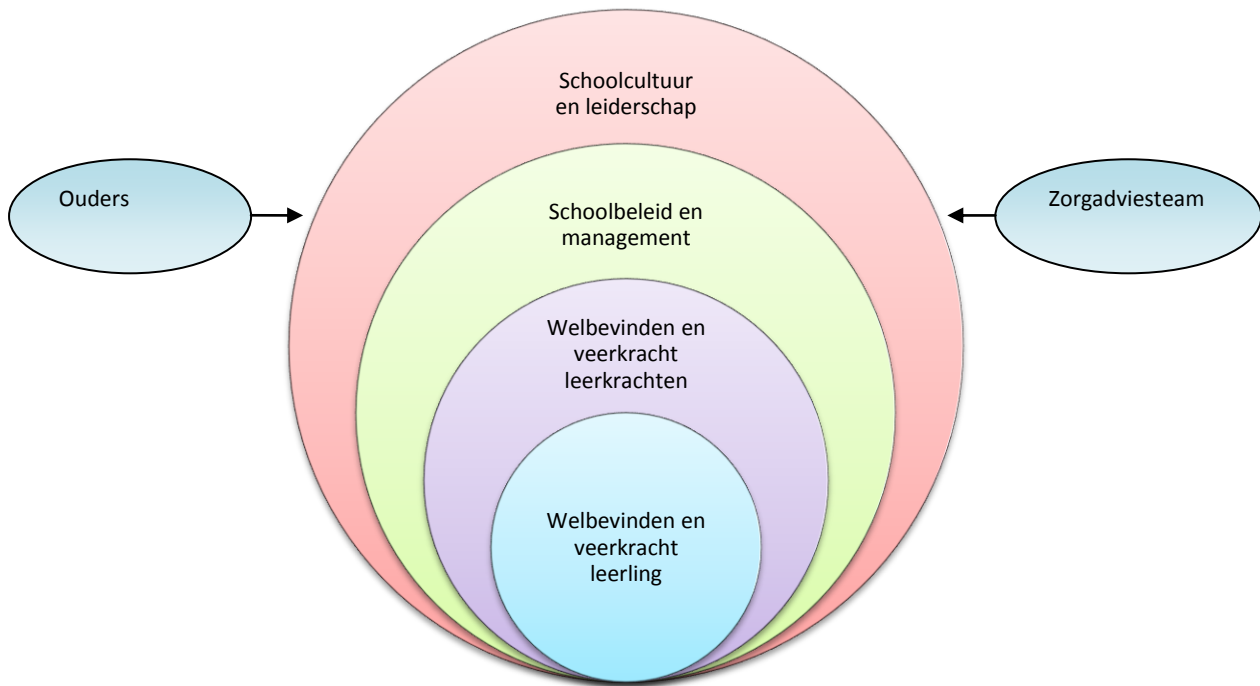 Schoolcultuur
en leiderschap
Ouders
Zorgadviesteam
Schoolbeleid en
management
Welbevinden en
veerkracht
leerkrachten
Welbevinden en
veerkracht
leerling